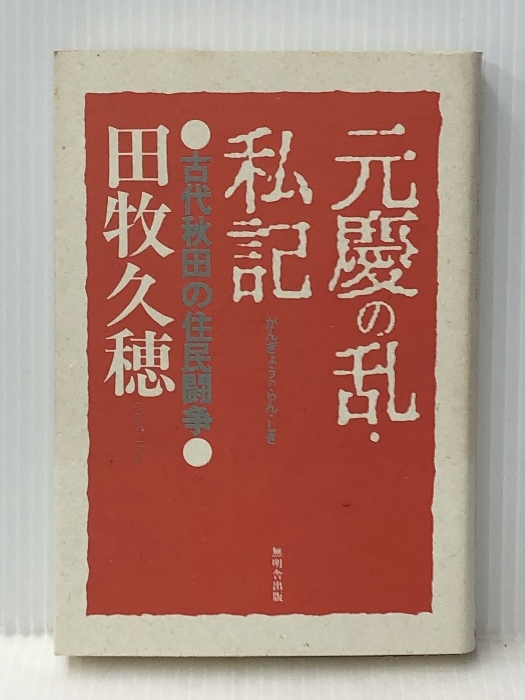 元慶の乱・
私記
がんぎょうのらん・しき
●古代秋田の住民闘争●
田牧久穂
無明舎出版